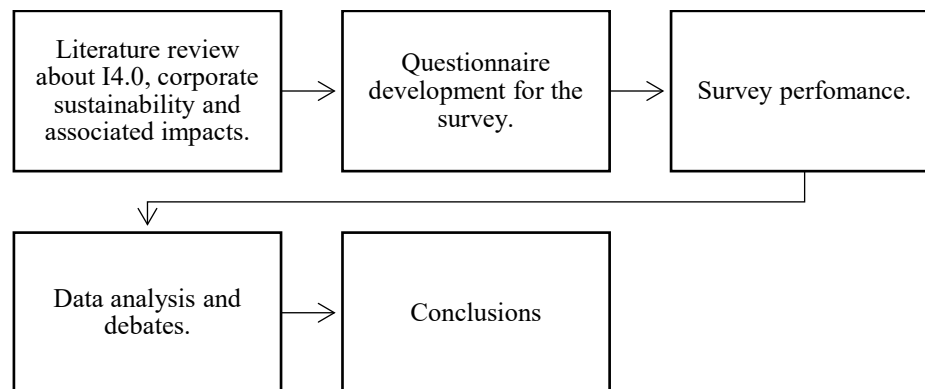 Literature review
about I4.0, corporate
sustainability and
associated impacts.
Questionnaire
development for the
survey.
Survey perfomance.
Data analysis and
debates.
Conclusions